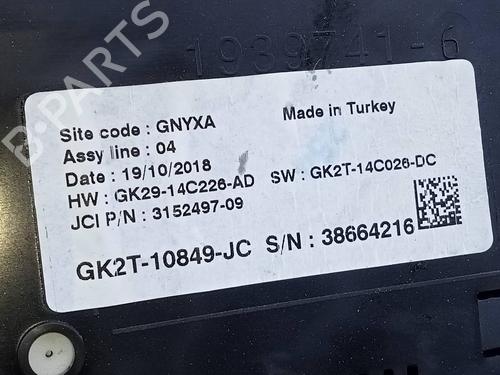 1939741-6
Site code : GNYXA
Made in Turkey
Assy line : 04
Date : 19/10/2018
HW : GK29-14C226-AD SW : GK2T-14C026-DC
JCI P/N : 3152497-09
GK2T-10849-JC S/N : 38664216
B-PARTS